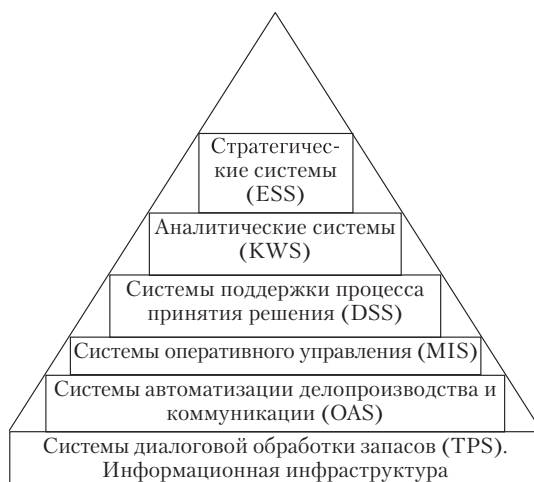 Стратегичес-
кие системы
(ESS)
Аналитические системы
(KWS)
Системы поддержки процесса
принятия решения (DSS)
Системы оперативного управления (MIS)
Системы автоматизации делопроизводства и
коммуникации (OAS)
Системы диалоговой обработки запасов (TPS).
Информационная инфраструктура